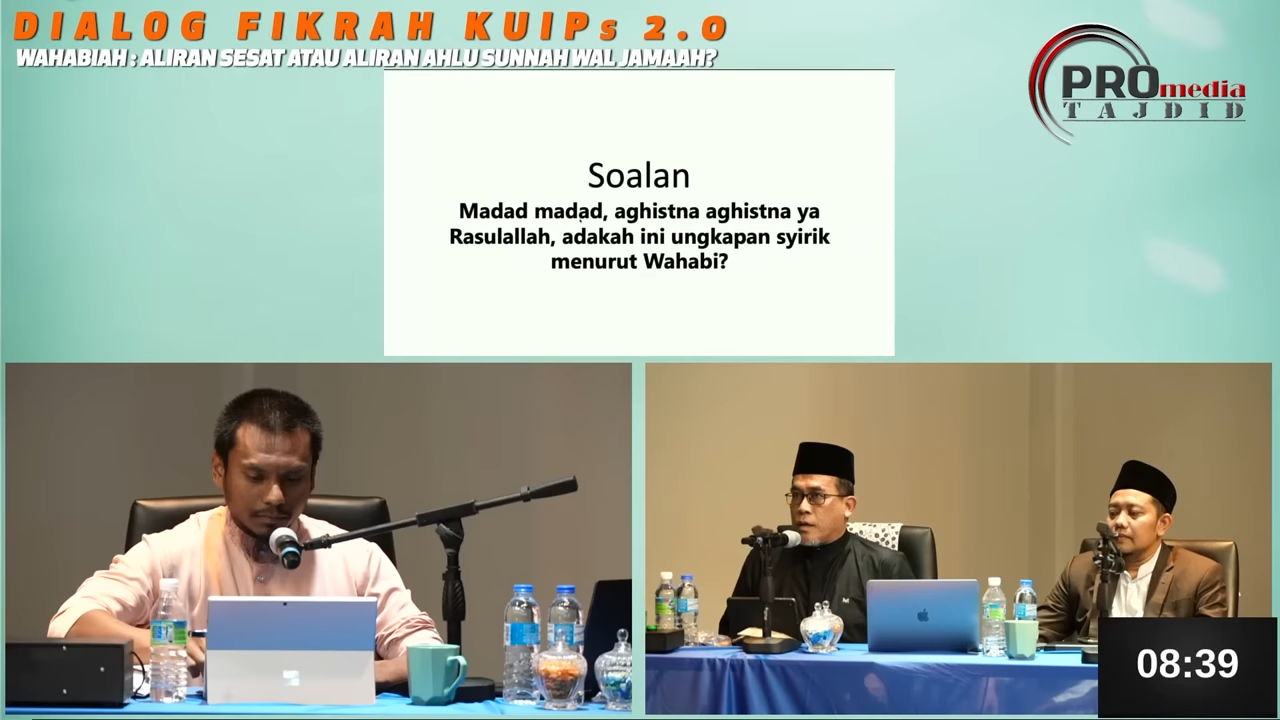 DIALOG FIKRAH KUIPs 2.0
WAHABIAH : ALIRAN SESAT ATAU ALIRAN AHLU SUNNAH WAL JAMAAH?
PROmedia
TAJDID
Soalan
Madad madad, aghistna aghistna ya
Rasulallah, adakah ini ungkapan syirik
menurut Wahabi?
08:39